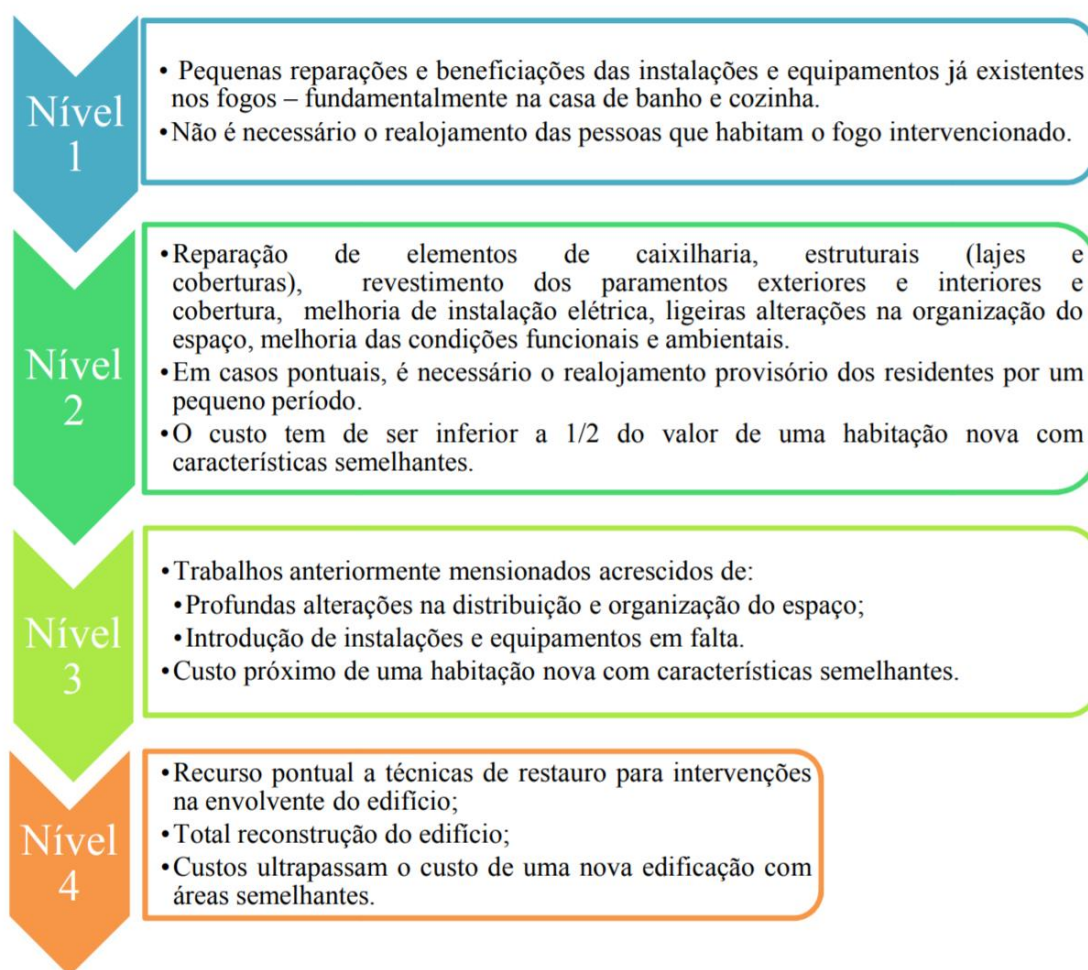 Nível
1
• Pequenas reparações e beneficiações das instalações e equipamentos já existentes
nos fogos – fundamentalmente na casa de banho e cozinha.
•Não é necessário o realojamento das pessoas que habitam o fogo intervencionado.
Nível
2
•Reparação de elementos de caixilharia, estruturais (lajes e
coberturas), revestimento dos paramentos exteriores e interiores e
cobertura, melhoria de instalação elétrica, ligeiras alterações na organização do
espaço, melhoria das condições funcionais e ambientais.
•Em casos pontuais, é necessário o realojamento provisório dos residentes por um
pequeno período.
•O custo tem de ser inferior a 1/2 do valor de uma habitação nova com
características semelhantes.
Nível
3
•Trabalhos anteriormente mensionados acrescidos de:
•Profundas alterações na distribuição e organização do espaço;
•Introdução de instalações e equipamentos em falta.
•Custo próximo de uma habitação nova com características semelhantes.
Nível
4
•Recurso pontual a técnicas de restauro para intervenções
na envolvente do edifício;
•Total reconstrução do edifício;
•Custos ultrapassam o custo de uma nova edificação com
áreas semelhantes.